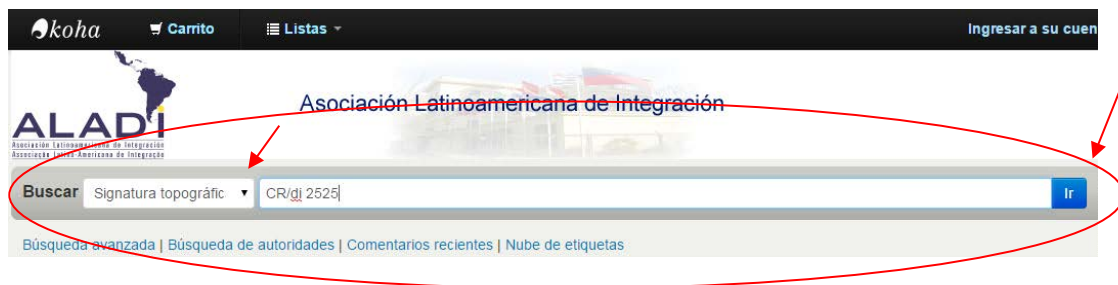 koha Carrito Listas Ingresar a su cuen
Asociación Latinoamericana de Integración
ALADI
Asociación Latinoamericana de Integración
Associação Latino-Americana de Integração
Buscar Signatura topográfic CR/di 2525 Ir
Búsqueda avanzada | Búsqueda de autoridades | Comentarios recientes | Nube de etiquetas